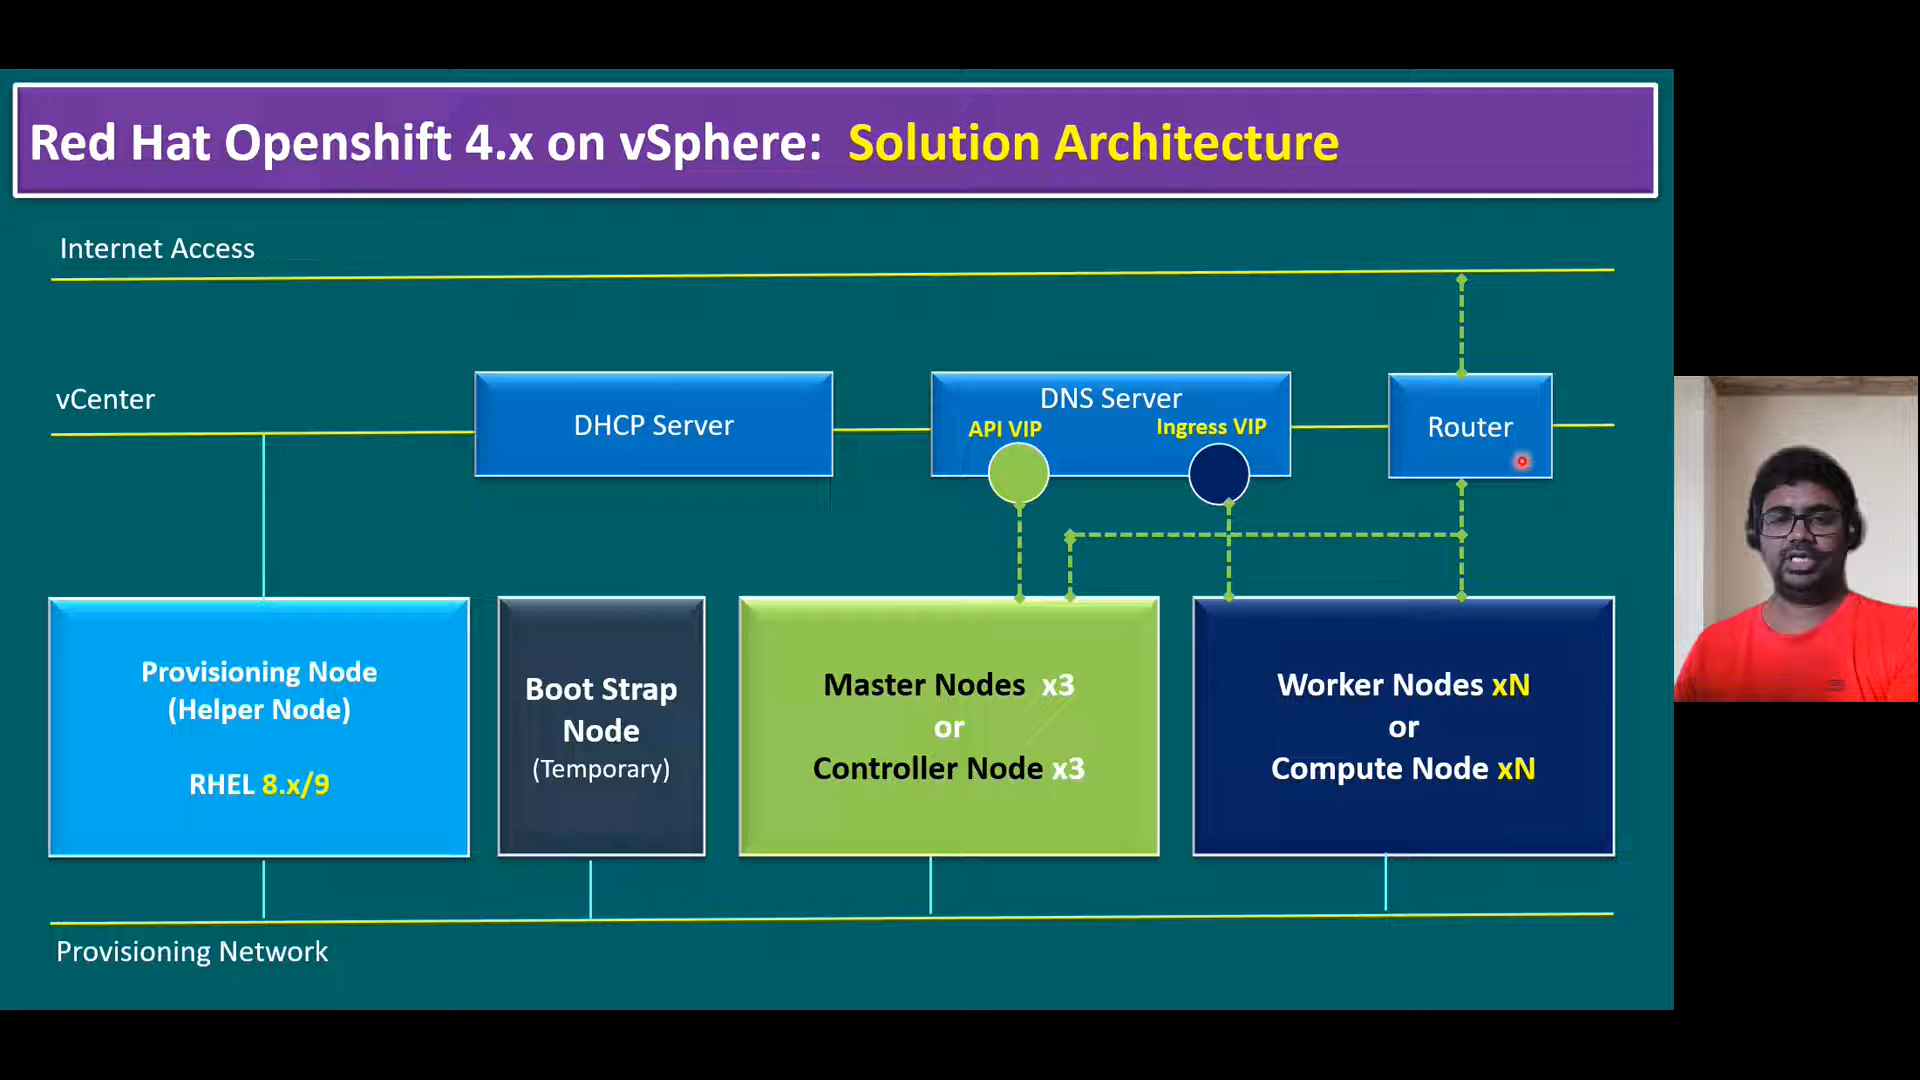 Red Hat Openshift 4.x on vSphere: Solution Architecture
Internet Access
vCenter
DHCP Server
DNS Server
API VIP
Ingress VIP
Router
Provisioning Node
(Helper Node)
RHEL 8.x/9
Boot Strap
Node
(Temporary)
Master Nodes x3
or
Controller Node x3
Worker Nodes xN
or
Compute Node xN
Provisioning Network